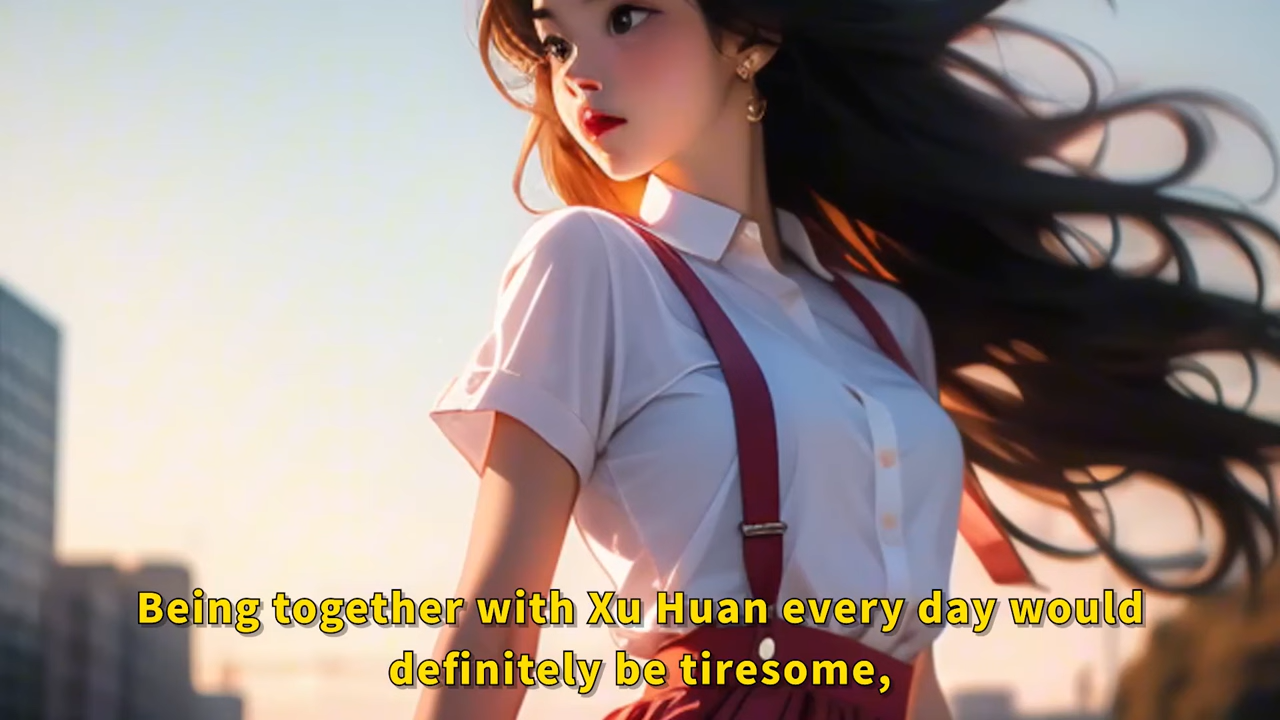 Being together with Xu Huan every day would
definitely be tiresome,